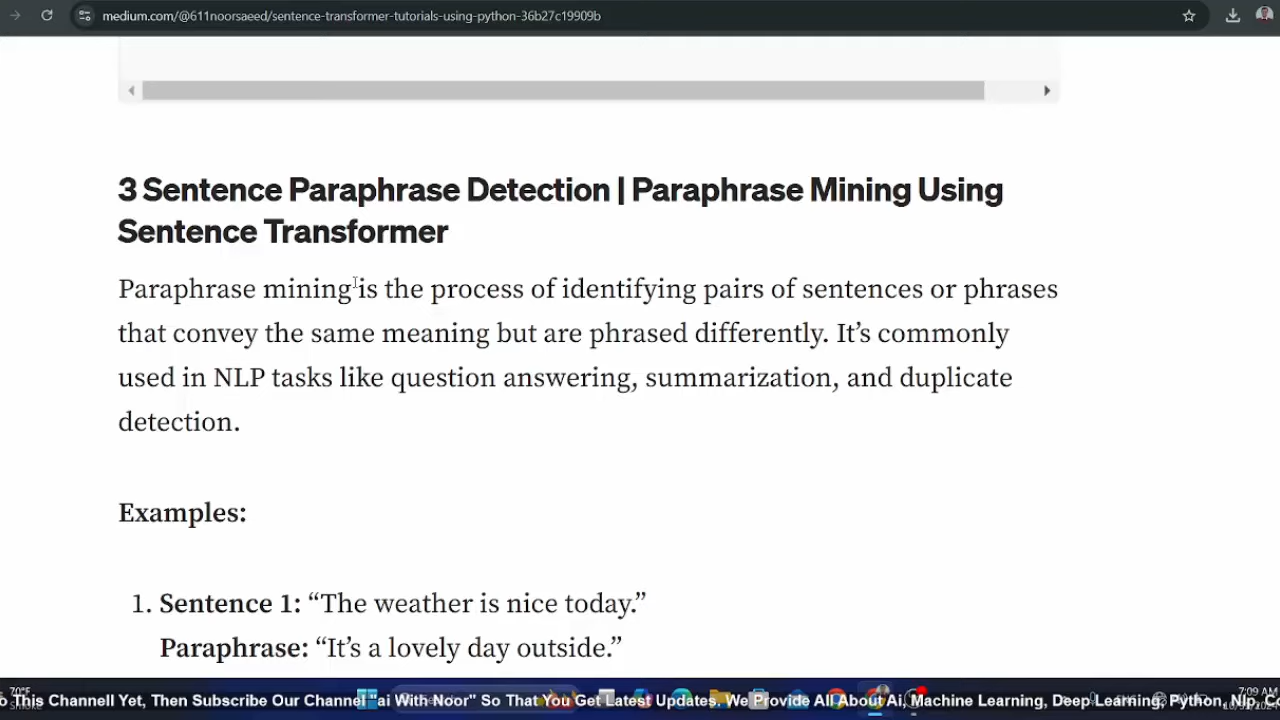 medium.com/@611noorsaeed/sentence-transformer-tutorials-using-python-36b27c19909b
3 Sentence Paraphrase Detection | Paraphrase Mining Using
Sentence Transformer
Paraphrase mining is the process of identifying pairs of sentences or phrases
that convey the same meaning but are phrased differently. It’s commonly
used in NLP tasks like question answering, summarization, and duplicate
detection.
Examples:
1. Sentence 1: “The weather is nice today.”
Paraphrase: “It’s a lovely day outside.”
70°F
This Channell Yet, Then Subscribe Our Channel "ai With Noor" So That You Get Latest Updates. We Provide All About Ai, Machine Learning, Deep Learning, Python, Nlp,
7:09 AM